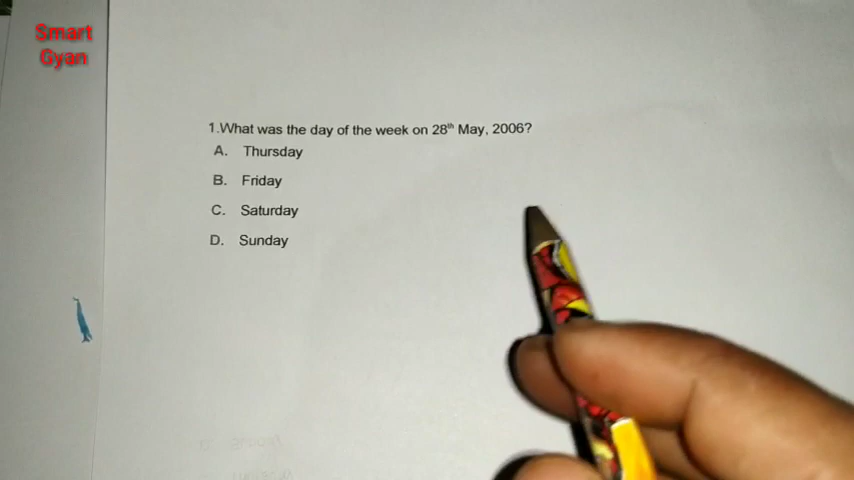 Smart
Gyan
1.What was the day of the week on 28th May, 2006?
A. Thursday
B. Friday
C. Saturday
D. Sunday